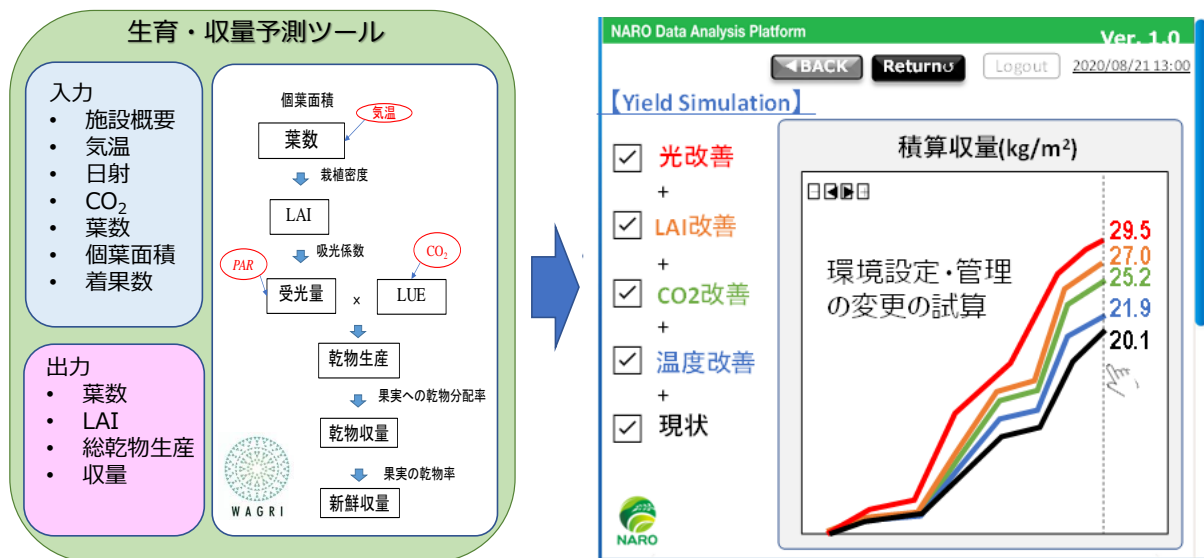 生育・収量予測ツール
入力
• 施設概要
• 気温
• 日射
• CO₂
• 葉数
• 個葉面積
• 着果数
出力
• 葉数
• LAI
• 総乾物生産
• 収量
個葉面積
気温
葉数
栽植密度
LAI
吸光係数
PAR
CO₂
受光量
x
LUE
乾物生産
果実への乾物分配率
乾物収量
果実の乾物率
新鮮収量
WAGRI
NARO Data Analysis Platform
Ver. 1.0
◀BACK
Return↺
Logout
2020/08/21 13:00
【Yield Simulation】
光改善
+
LAI改善
+
CO2改善
+
温度改善
+
現状
NARO
積算収量(kg/m²)
環境設定・管理
の変更の試算
29.5
27.0
25.2
21.9
20.1